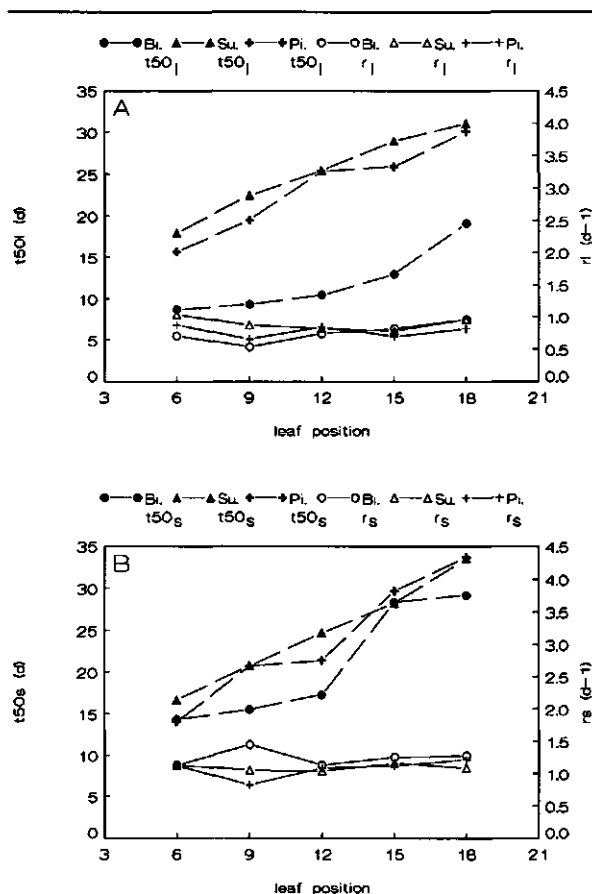 Bi. Su. Pi. Bi. Su. Pi.
t50l t50l t50l rl rl rl
A
35 4.5
30 4.0
25 3.5
20 3.0
15 2.5
10 2.0
5 1.5
0 1.0
0.5
0.0
t50l (d)
rl (d-1)
3 6 9 12 15 18 21
leaf position
Bi. Su. Pi. Bi. Su. Pi.
t50s t50s t50s rs rs rs
B
35 4.5
30 4.0
25 3.5
20 3.0
15 2.5
10 2.0
5 1.5
0 1.0
0.5
0.0
t50s (d)
rs (d-1)
3 6 9 12 15 18 21
leaf position